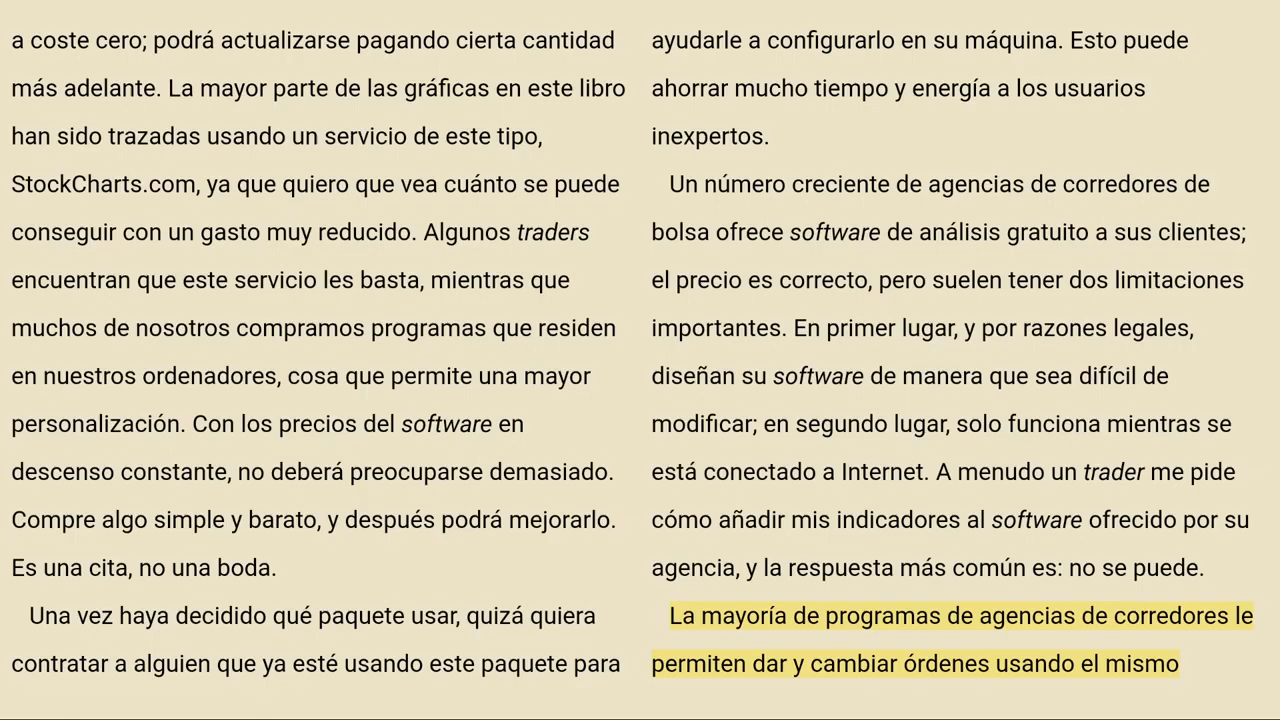 a coste cero; podrá actualizarse pagando cierta cantidad
más adelante. La mayor parte de las gráficas en este libro
han sido trazadas usando un servicio de este tipo,
StockCharts.com, ya que quiero que vea cuánto se puede
conseguir con un gasto muy reducido. Algunos traders
encuentran que este servicio les basta, mientras que
muchos de nosotros compramos programas que residen
en nuestros ordenadores, cosa que permite una mayor
personalización. Con los precios del software en
descenso constante, no deberá preocuparse demasiado.
Compre algo simple y barato, y después podrá mejorarlo.
Es una cita, no una boda.
Una vez haya decidido qué paquete usar, quizá quiera
contratar a alguien que ya esté usando este paquete para
ayudarle a configurarlo en su máquina. Esto puede
ahorrar mucho tiempo y energía a los usuarios
inexpertos.
Un número creciente de agencias de corredores de
bolsa ofrece software de análisis gratuito a sus clientes;
el precio es correcto, pero suelen tener dos limitaciones
importantes. En primer lugar, y por razones legales,
diseñan su software de manera que sea difícil de
modificar; en segundo lugar, solo funciona mientras se
está conectado a Internet. A menudo un trader me pide
cómo añadir mis indicadores al software ofrecido por su
agencia, y la respuesta más común es: no se puede.
La mayoría de programas de agencias de corredores le
permiten dar y cambiar órdenes usando el mismo